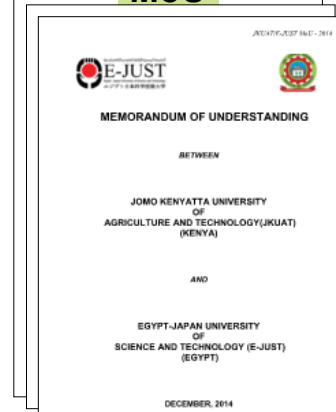 MoU
JKUAT/E-JUST MoU - 2014
E-JUST
MEMORANDUM OF UNDERSTANDING
BETWEEN
JOMO KENYATTA UNIVERSITY
OF
AGRICULTURE AND TECHNOLOGY(JKUAT)
(KENYA)
AND
EGYPT-JAPAN UNIVERSITY
OF
SCIENCE AND TECHNOLOGY (E-JUST)
(EGYPT)
DECEMBER, 2014